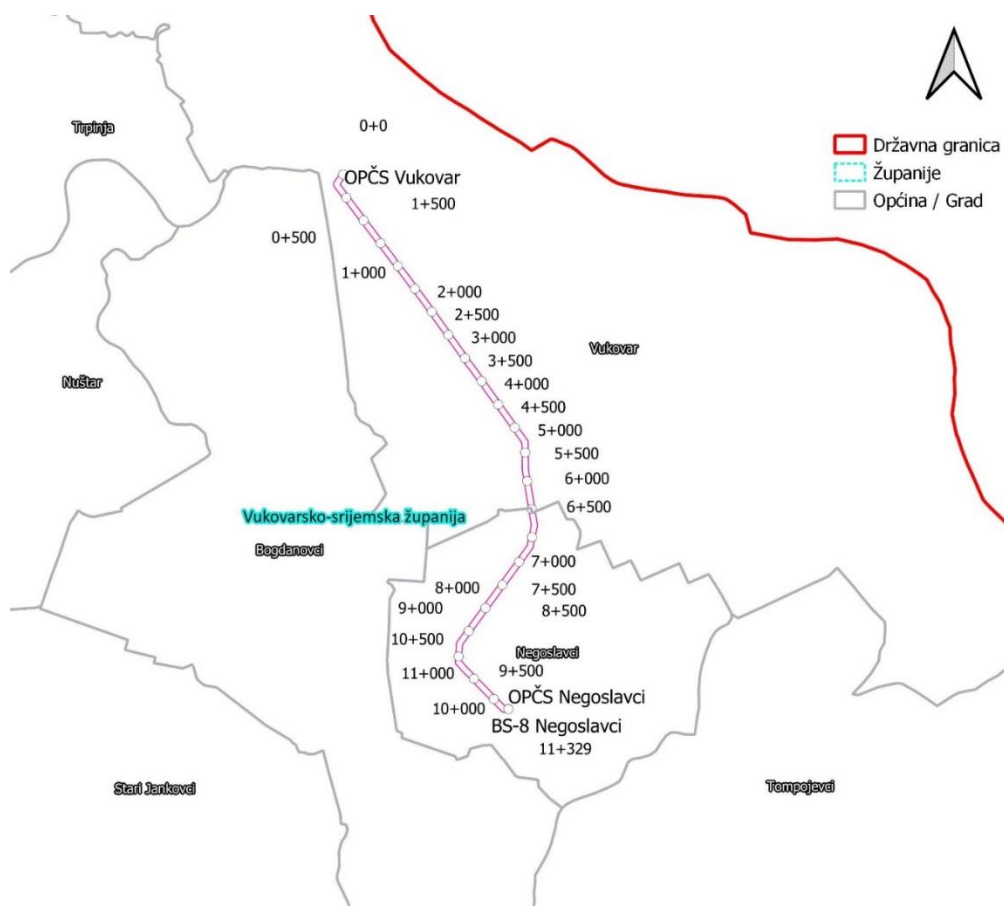 0+0
Trpinja
Državna granica
Županije
OPČS Vukovar
Općina / Grad
1+500
0+500
1+000
2+000
2+500
3+000
Vukovar
3+500
Nuštar
4+000
4+500
5+000
5+500
6+000
6+500
Vukovarsko-srijemska županija
Bogdanovci
7+000
8+000
7+500
9+000
8+500
10+500
Negoslavci
11+000
9+500
OPČS Negoslavci
10+000
BS-8 Negoslavci
11+329
Stari Jankovci
Tompojevci